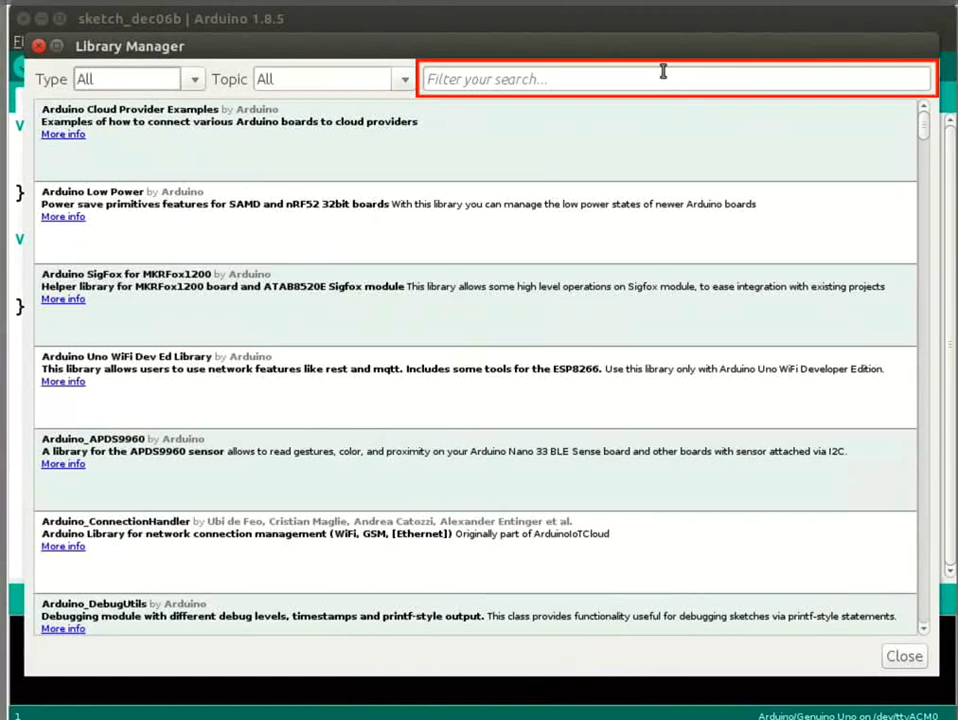 sketch_dec06b | Arduino 1.8.5
Library Manager
Type All Topic All Filter your search...
Arduino Cloud Provider Examples by Arduino
Examples of how to connect various Arduino boards to cloud providers
More info
Arduino Low Power by Arduino
Power save primitives features for SAMD and nRF52 32bit boards With this library you can manage the low power states of newer Arduino boards
More info
Arduino SigFox for MKRFox1200 by Arduino
Helper library for MKRFox1200 board and ATAB8520E Sigfox module This library allows some high level operations on Sigfox module, to ease integration with existing projects
More info
Arduino Uno WiFi Dev Ed Library by Arduino
This library allows users to use network features like rest and mqtt. Includes some tools for the ESP8266. Use this library only with Arduino Uno WiFi Developer Edition.
More info
Arduino_APDS9960 by Arduino
A library for the APDS9960 sensor allows to read gestures, color, and proximity on your Arduino Nano 33 BLE Sense board and other boards with sensor attached via I2C.
More info
Arduino_ConnectionHandler by Ubi de Feo, Cristian Maglie, Andrea Catozzi, Alexander Entinger et al.
Arduino Library for network connection management (WiFi, GSM, [Ethernet]) Originally part of ArduinoIoTCloud
More info
Arduino_DebugUtils by Arduino
Debugging module with different debug levels, timestamps and printf-style output. This class provides functionality useful for debugging sketches via printf-style statements.
More info
Close
1 Arduino/Genuino Uno on /dev/ttyACM0